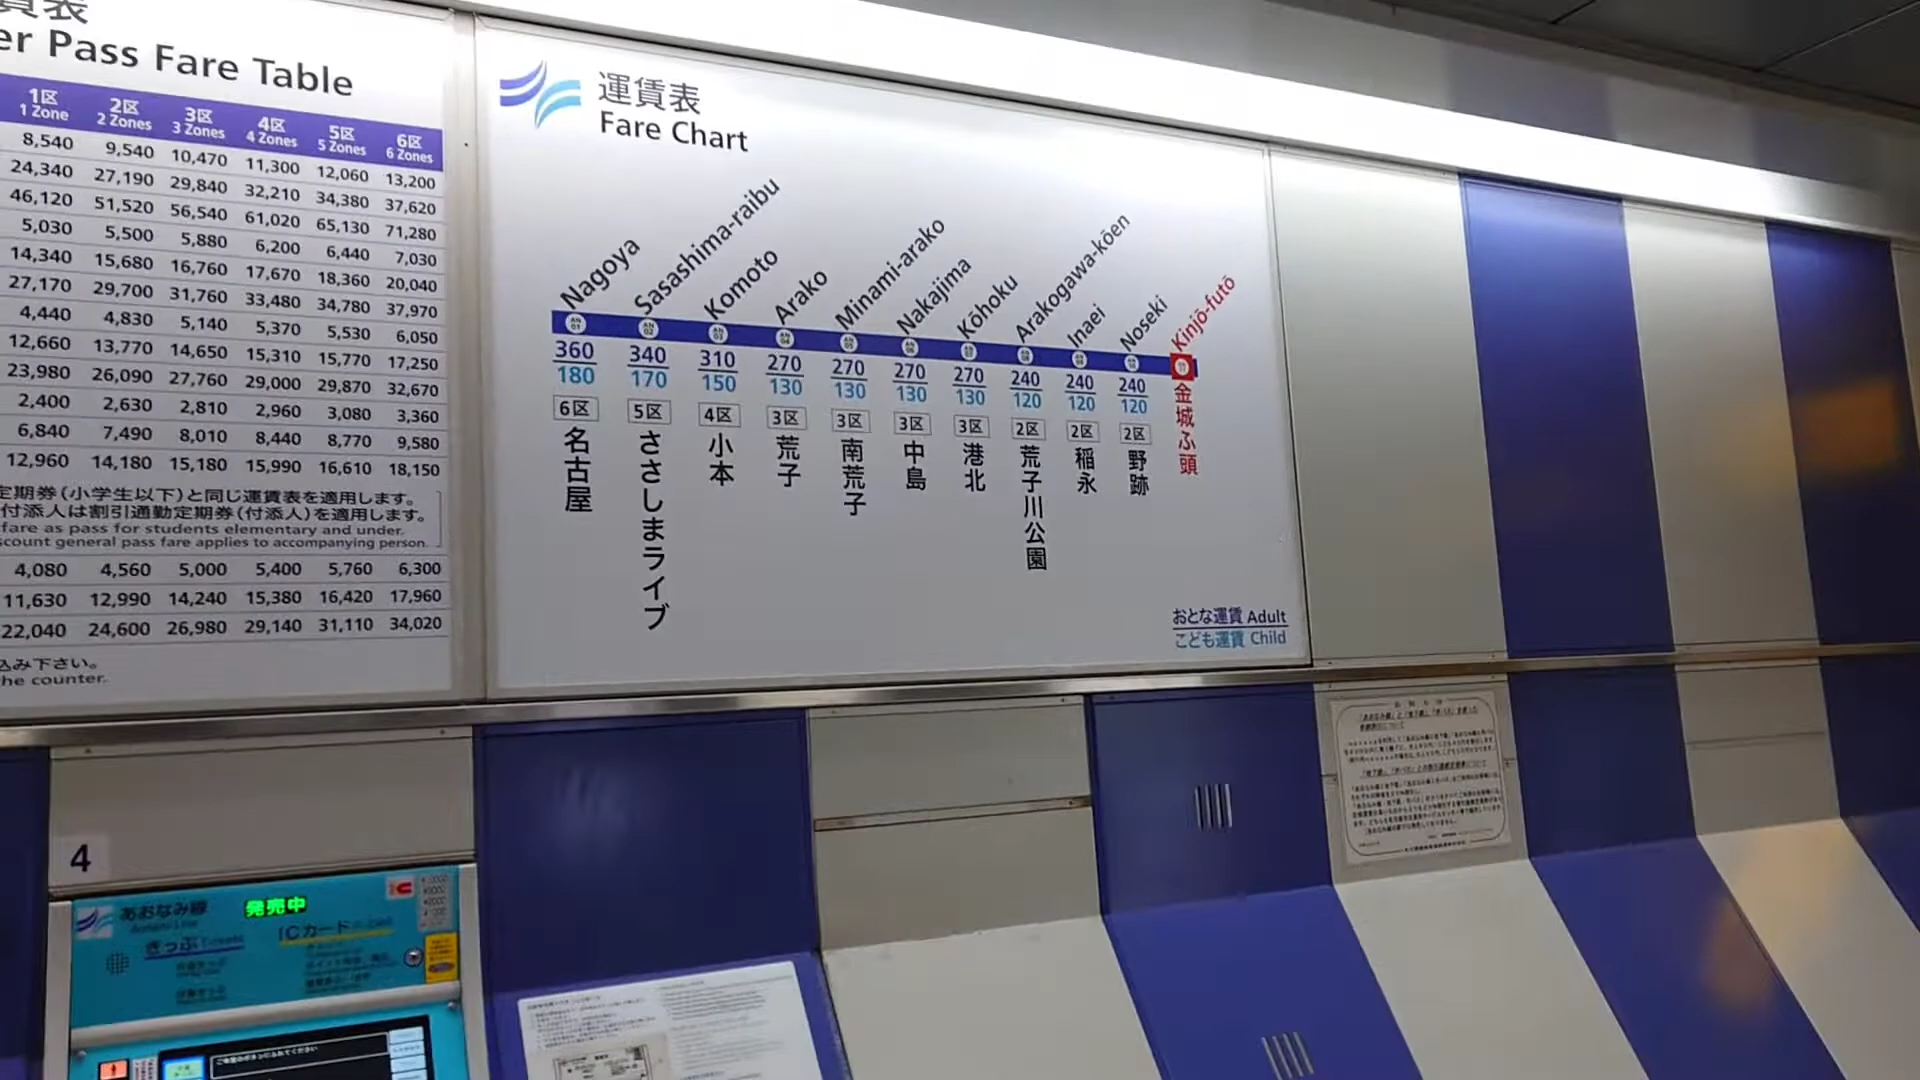 賃表
er Pass Fare Table
1区 2区 3区 4区 5区 6区
1 Zone 2 Zones 3 Zones 4 Zones 5 Zones 6 Zones
8,540 9,540 10,470 11,300 12,060 13,200
24,340 27,190 29,840 32,210 34,380 37,620
46,120 51,520 56,540 61,020 65,130 71,280
5,030 5,500 5,880 6,200 6,440 7,030
14,340 15,680 16,760 17,670 18,360 20,040
27,170 29,700 31,760 33,480 34,780 37,970
4,440 4,830 5,140 5,370 5,530 6,050
12,660 13,770 14,650 15,310 15,770 17,250
23,980 26,090 27,760 29,000 29,870 32,670
2,400 2,630 2,810 2,960 3,080 3,360
6,840 7,490 8,010 8,440 8,770 9,580
12,960 14,180 15,180 15,990 16,610 18,150
定期券(小学生以下)と同じ運賃表を適用します。
付添人は割引通勤定期券(付添人)を適用します。
fare as pass for students elementary and under.
scount general pass fare applies to accompanying person.
4,080 4,560 5,000 5,400 5,760 6,300
11,630 12,990 14,240 15,380 16,420 17,960
22,040 24,600 26,980 29,140 31,110 34,020
込み下さい。
he counter.
運賃表
Fare Chart
Nagoya Sasashima-raibu Komoto Arako Minami-arako Nakajima Kōhoku Arakogawa-kōen Inaei Noseki Kinjō-futō
360 340 310 270 270 270 270 240 240 240
180 170 150 130 130 130 130 120 120 120
6区 5区 4区 3区 3区 3区 3区 2区 2区 2区
名古屋 ささしまライブ 小本 荒子 南荒子 中島 港北 荒子川公園 稲永 野跡 金城ふ頭
おとな運賃 Adult
こども運賃 Child
4
あおなみ線
発売中
きっぷ
ICカード